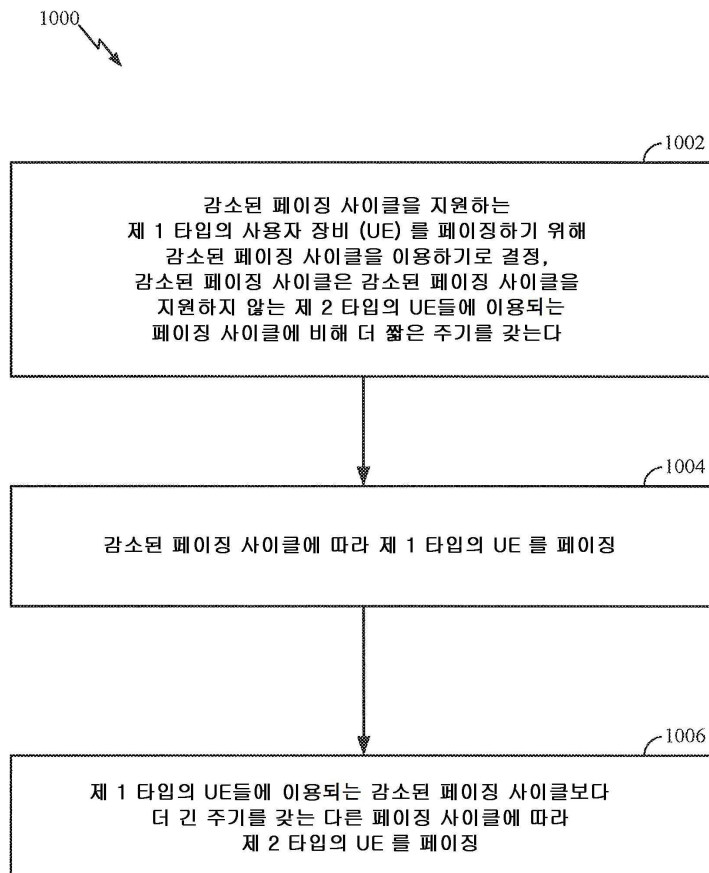 1000
1002
감소된 페이징 사이클을 지원하는
제 1 타입의 사용자 장비 (UE) 를 페이징하기 위해
감소된 페이징 사이클을 이용하기로 결정,
감소된 페이징 사이클은 감소된 페이징 사이클을
지원하지 않는 제 2 타입의 UE들에 이용되는
페이징 사이클에 비해 더 짧은 주기를 갖는다
1004
감소된 페이징 사이클에 따라 제 1 타입의 UE 를 페이징
1006
제 1 타입의 UE들에 이용되는 감소된 페이징 사이클보다
더 긴 주기를 갖는 다른 페이징 사이클에 따라
제 2 타입의 UE 를 페이징